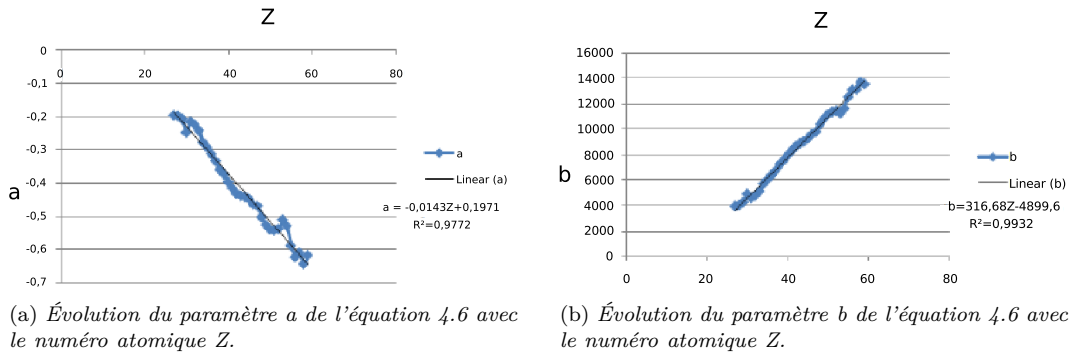 Z
0
0
20
40
60
80
-0,1
-0,2
-0,3
-0,4
-0,5
-0,6
-0,7
a
a
Linear (a)
a = -0,0143Z+0,1971
R²=0,9772
(a) Évolution du paramètre a de l'équation 4.6 avec
le numéro atomique Z.
Z
16000
14000
12000
10000
8000
6000
4000
2000
0
0
20
40
60
80
b
b
Linear (b)
b=316,68Z-4899,6
R²=0,9932
(b) Évolution du paramètre b de l'équation 4.6 avec
le numéro atomique Z.